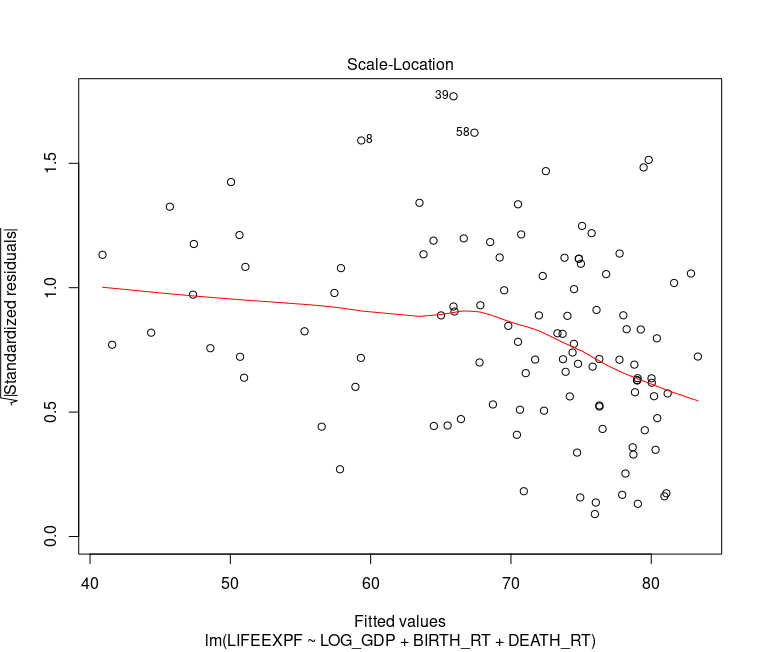 Scale-Location
39
58
8
√|Standardized residuals|
0.0 0.5 1.0 1.5
40 50 60 70 80
Fitted values
lm(LIFEEXPF ~ LOG_GDP + BIRTH_RT + DEATH_RT)